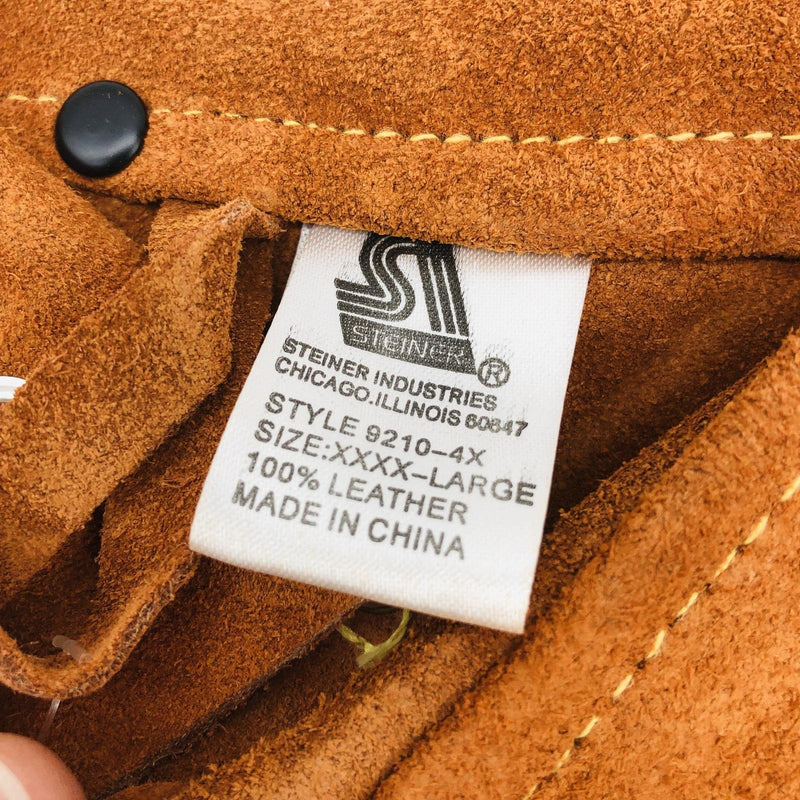 STEINER
®
STEINER INDUSTRIES
CHICAGO.ILLINOIS 60647
STYLE 9210-4X
SIZE:XXXX-LARGE
100% LEATHER
MADE IN CHINA